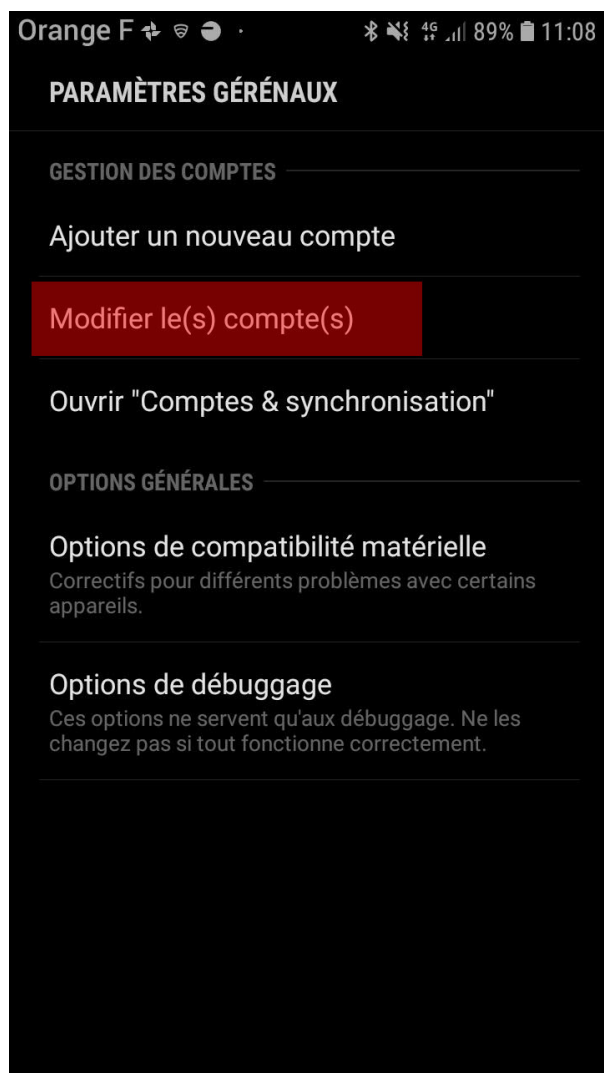 Orange F 4G 89% 11:08
PARAMÈTRES GÉRÉNAUX
GESTION DES COMPTES
Ajouter un nouveau compte
Modifier le(s) compte(s)
Ouvrir "Comptes & synchronisation"
OPTIONS GÉNÉRALES
Options de compatibilité matérielle
Correctifs pour différents problèmes avec certains
appareils.
Options de débuggage
Ces options ne servent qu'aux débuggage. Ne les
changez pas si tout fonctionne correctement.